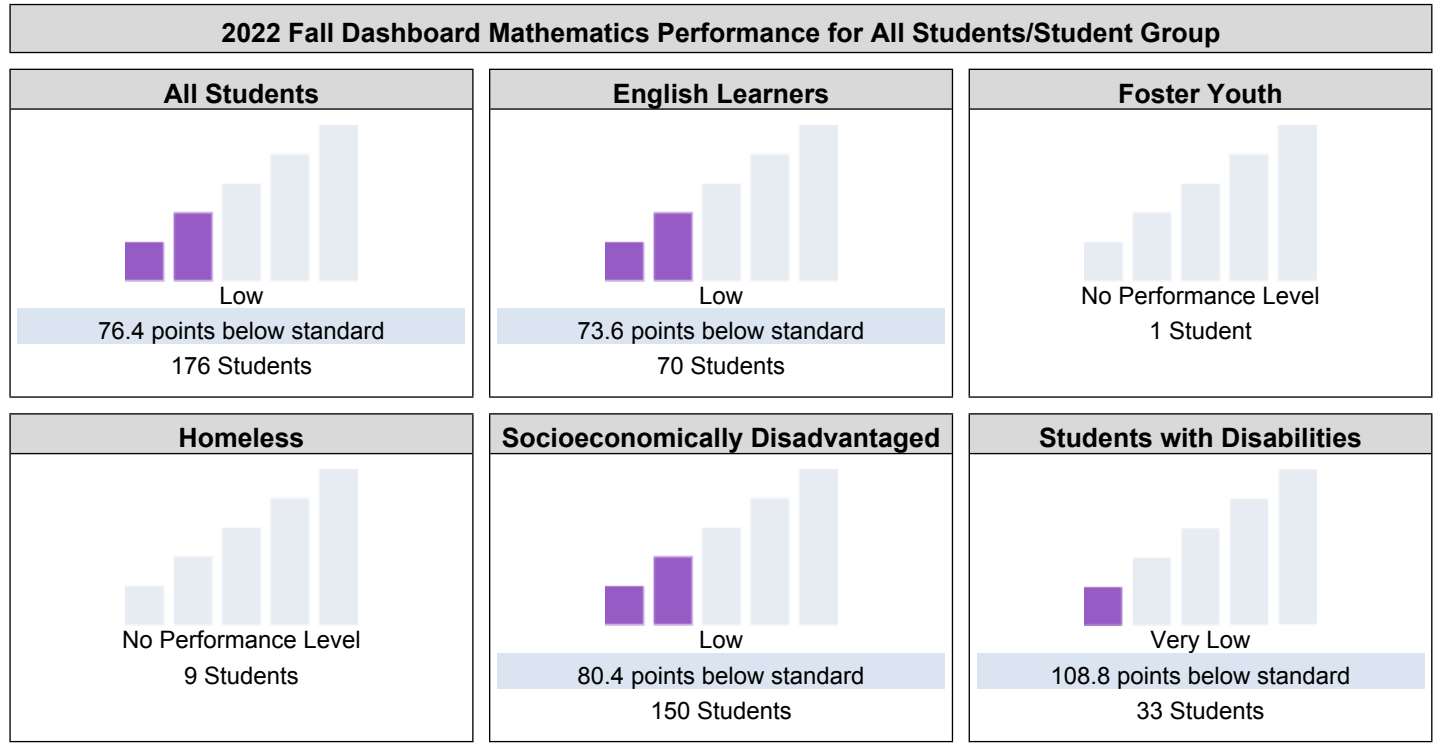 2022 Fall Dashboard Mathematics Performance for All Students/Student Group
All Students
Low
76.4 points below standard
176 Students
English Learners
Low
73.6 points below standard
70 Students
Foster Youth
No Performance Level
1 Student
Homeless
No Performance Level
9 Students
Socioeconomically Disadvantaged
Low
80.4 points below standard
150 Students
Students with Disabilities
Very Low
108.8 points below standard
33 Students